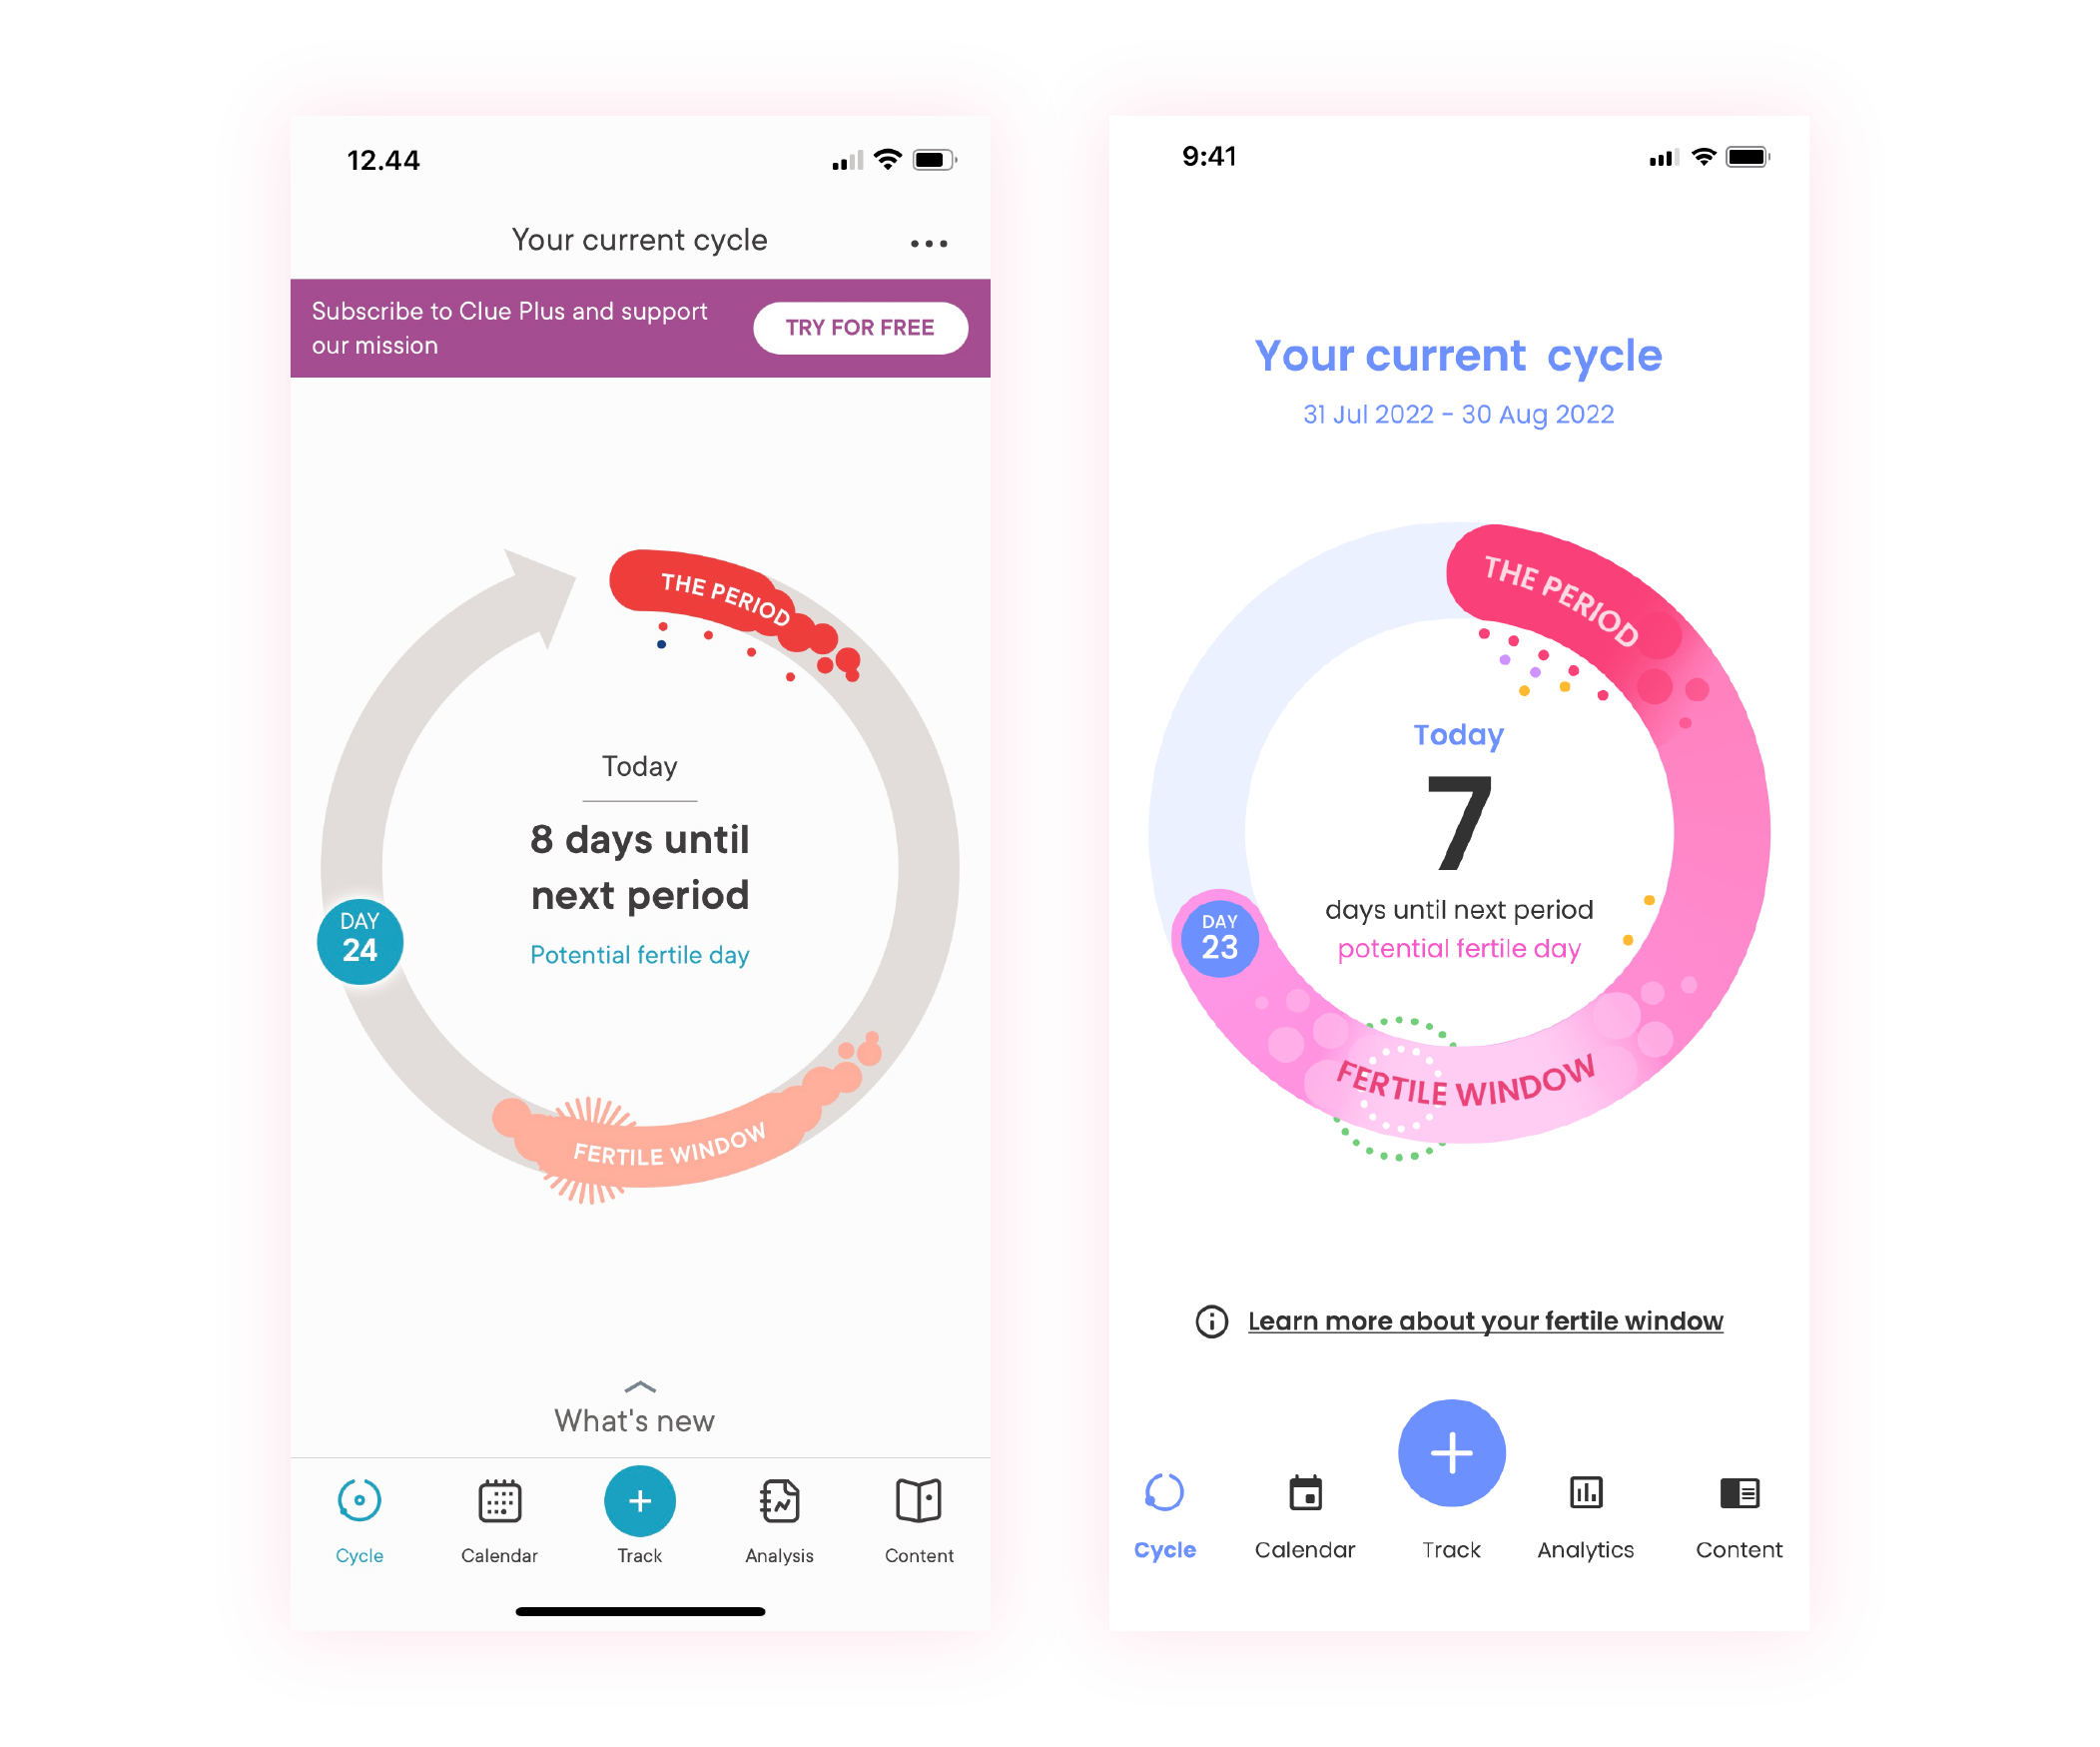 12.44
Your current cycle
Subscribe to Clue Plus and support
our mission
TRY FOR FREE
THE PERIOD
Today
8 days until
next period
Potential fertile day
DAY
24
FERTILE WINDOW
What's new
Cycle
Calendar
Track
Analysis
Content
9:41
Your current cycle
31 Jul 2022 - 30 Aug 2022
THE PERIOD
Today
7
days until next period
potential fertile day
DAY
23
FERTILE WINDOW
Learn more about your fertile window
Cycle
Calendar
Track
Analytics
Content